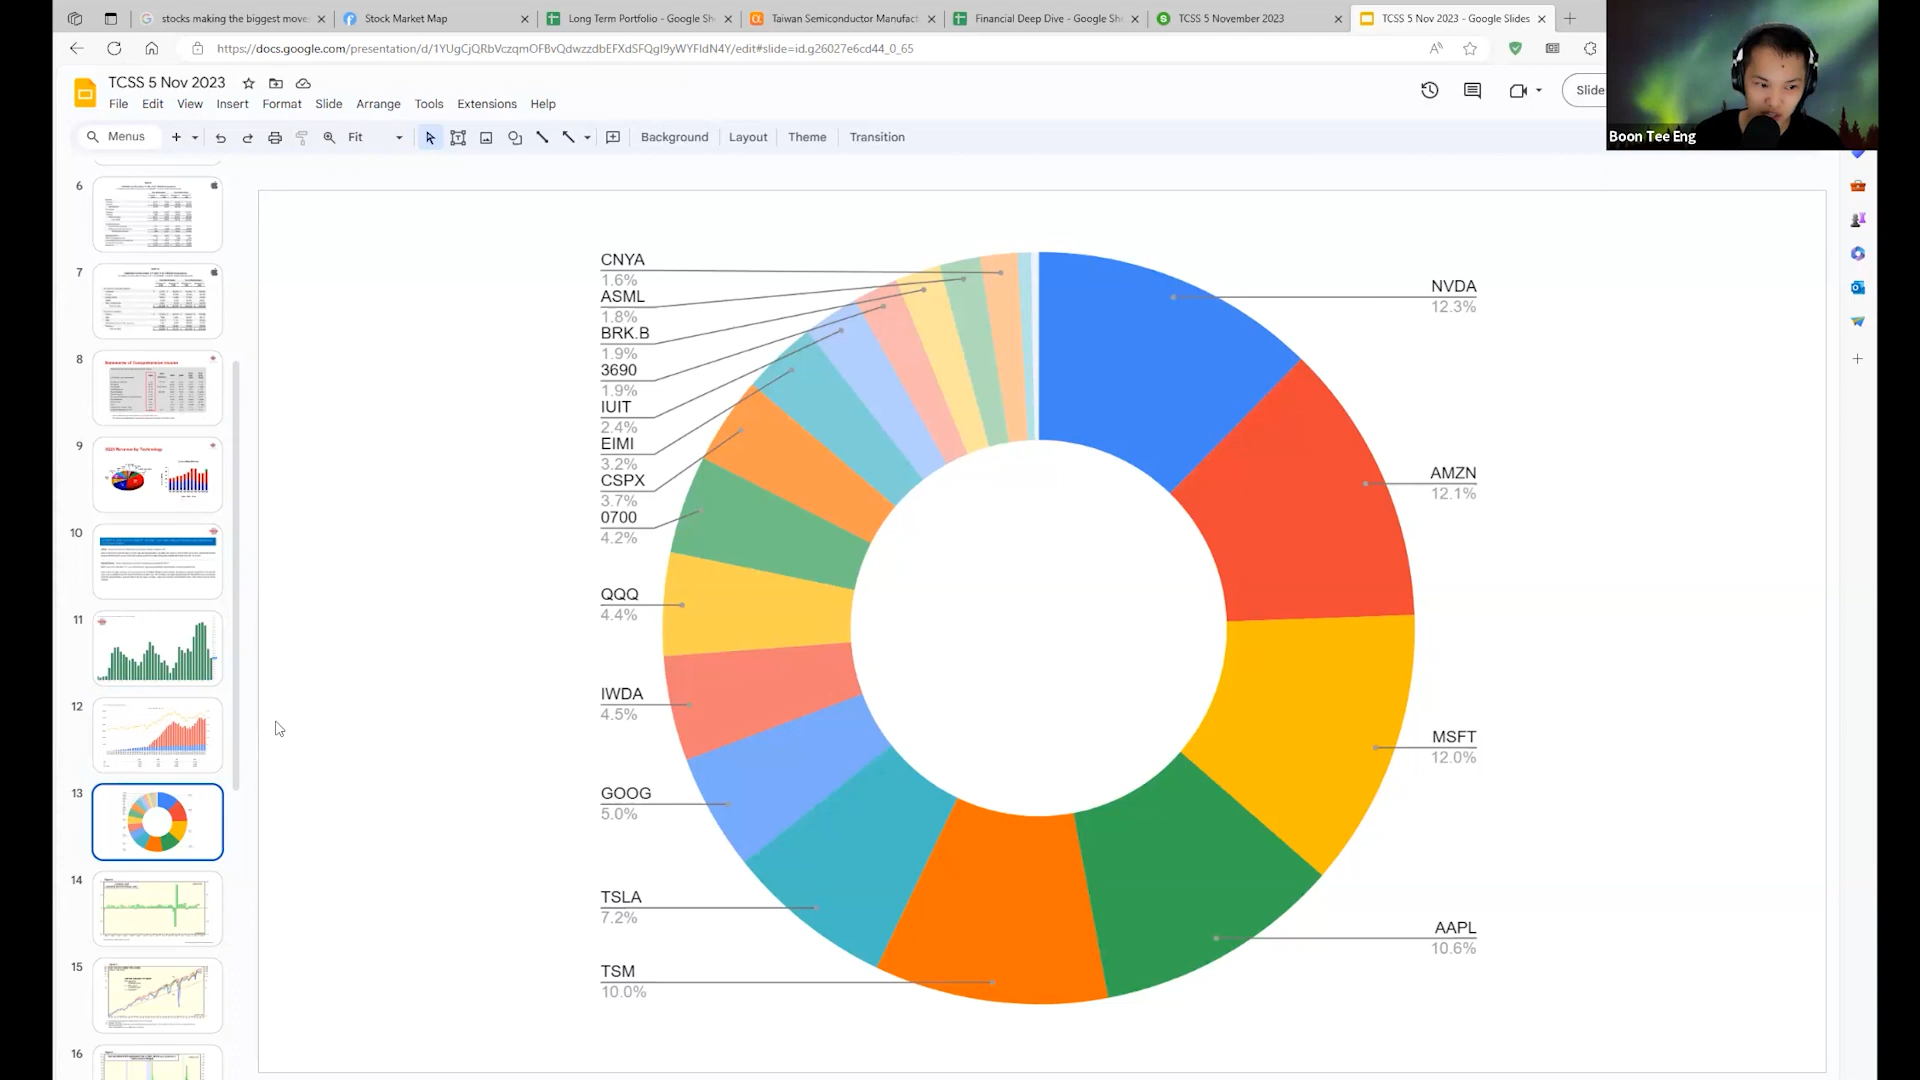 stocks making the biggest move
Stock Market Map
Long Term Portfolio - Google Sh
Taiwan Semiconductor Manufact
Financial Deep Dive - Google She
TCSS 5 November 2023
TCSS 5 Nov 2023 - Google Slides
https://docs.google.com/presentation/d/1YUgCjQRbVczqmOFBvQdwzzdbEFXdSFQgI9yWYFIdN4Y/edit#slide=id.g26027e6cd44_0_65
TCSS 5 Nov 2023
File Edit View Insert Format Slide Arrange Tools Extensions Help
Slide
Boon Tee Eng
Menus
Fit
Background Layout Theme Transition
6
7
8
9
10
11
12
13
14
15
16
CNYA
1.6%
ASML
1.8%
BRK.B
1.9%
3690
1.9%
IUIT
2.4%
EIMI
3.2%
CSPX
3.7%
0700
4.2%
QQQ
4.4%
IWDA
4.5%
GOOG
5.0%
TSLA
7.2%
TSM
10.0%
NVDA
12.3%
AMZN
12.1%
MSFT
12.0%
AAPL
10.6%